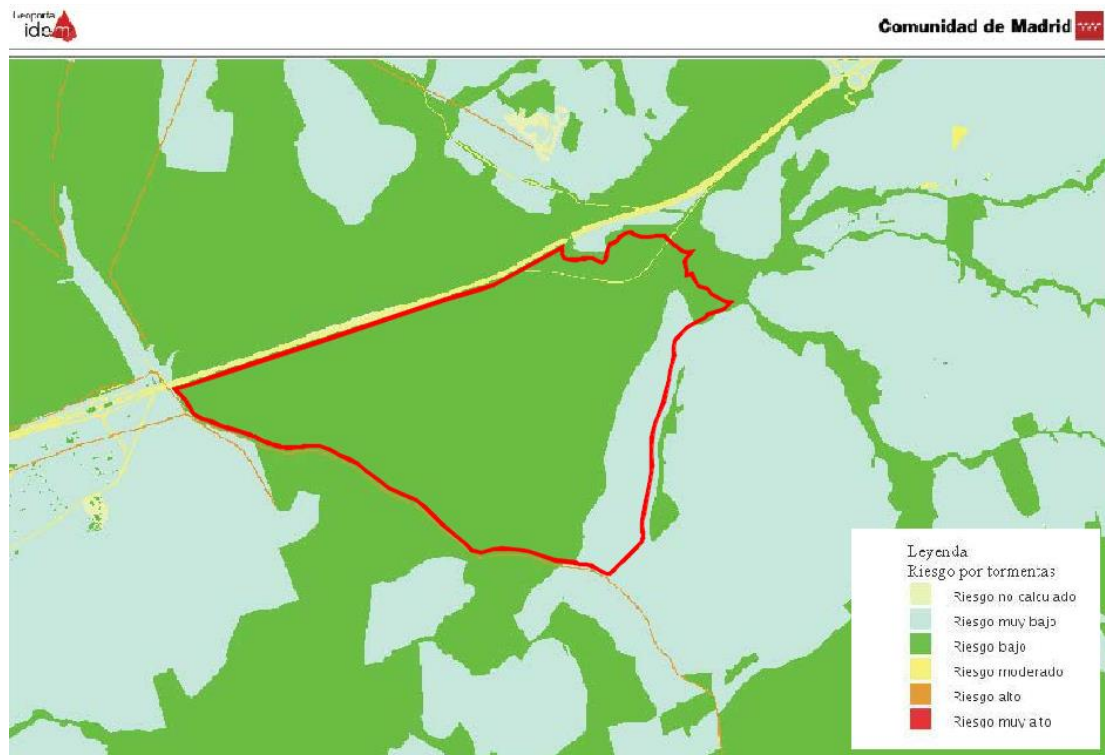 Geoportal
idem
Comunidad de Madrid
Leyenda
Riesgo por tormentas
Riesgo no calculado
Riesgo muy bajo
Riesgo bajo
Riesgo moderado
Riesgo alto
Riesgo muy alto